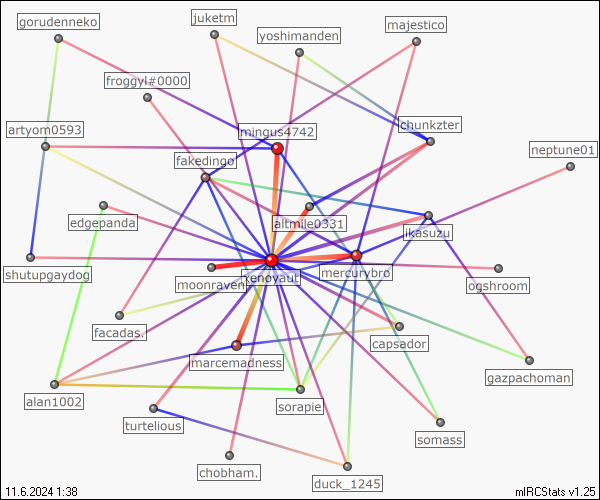 gorudenneko
juketm
yoshimanden
majestico
froggyl#0000
artyom0593
mingus4742
chunkzter
fakedingo
neptune01
edgepanda
altmile0331
ikasuzu
shutupgaydog
moonraven
xenoyaut
mercurybro
ogshroom
facadas.
capsador
marcemadness
gazpachoman
alan1002
sorapie
turtelious
somass
chobham.
duck_1245
11.6.2024 1:38
mIRCStats v1.25